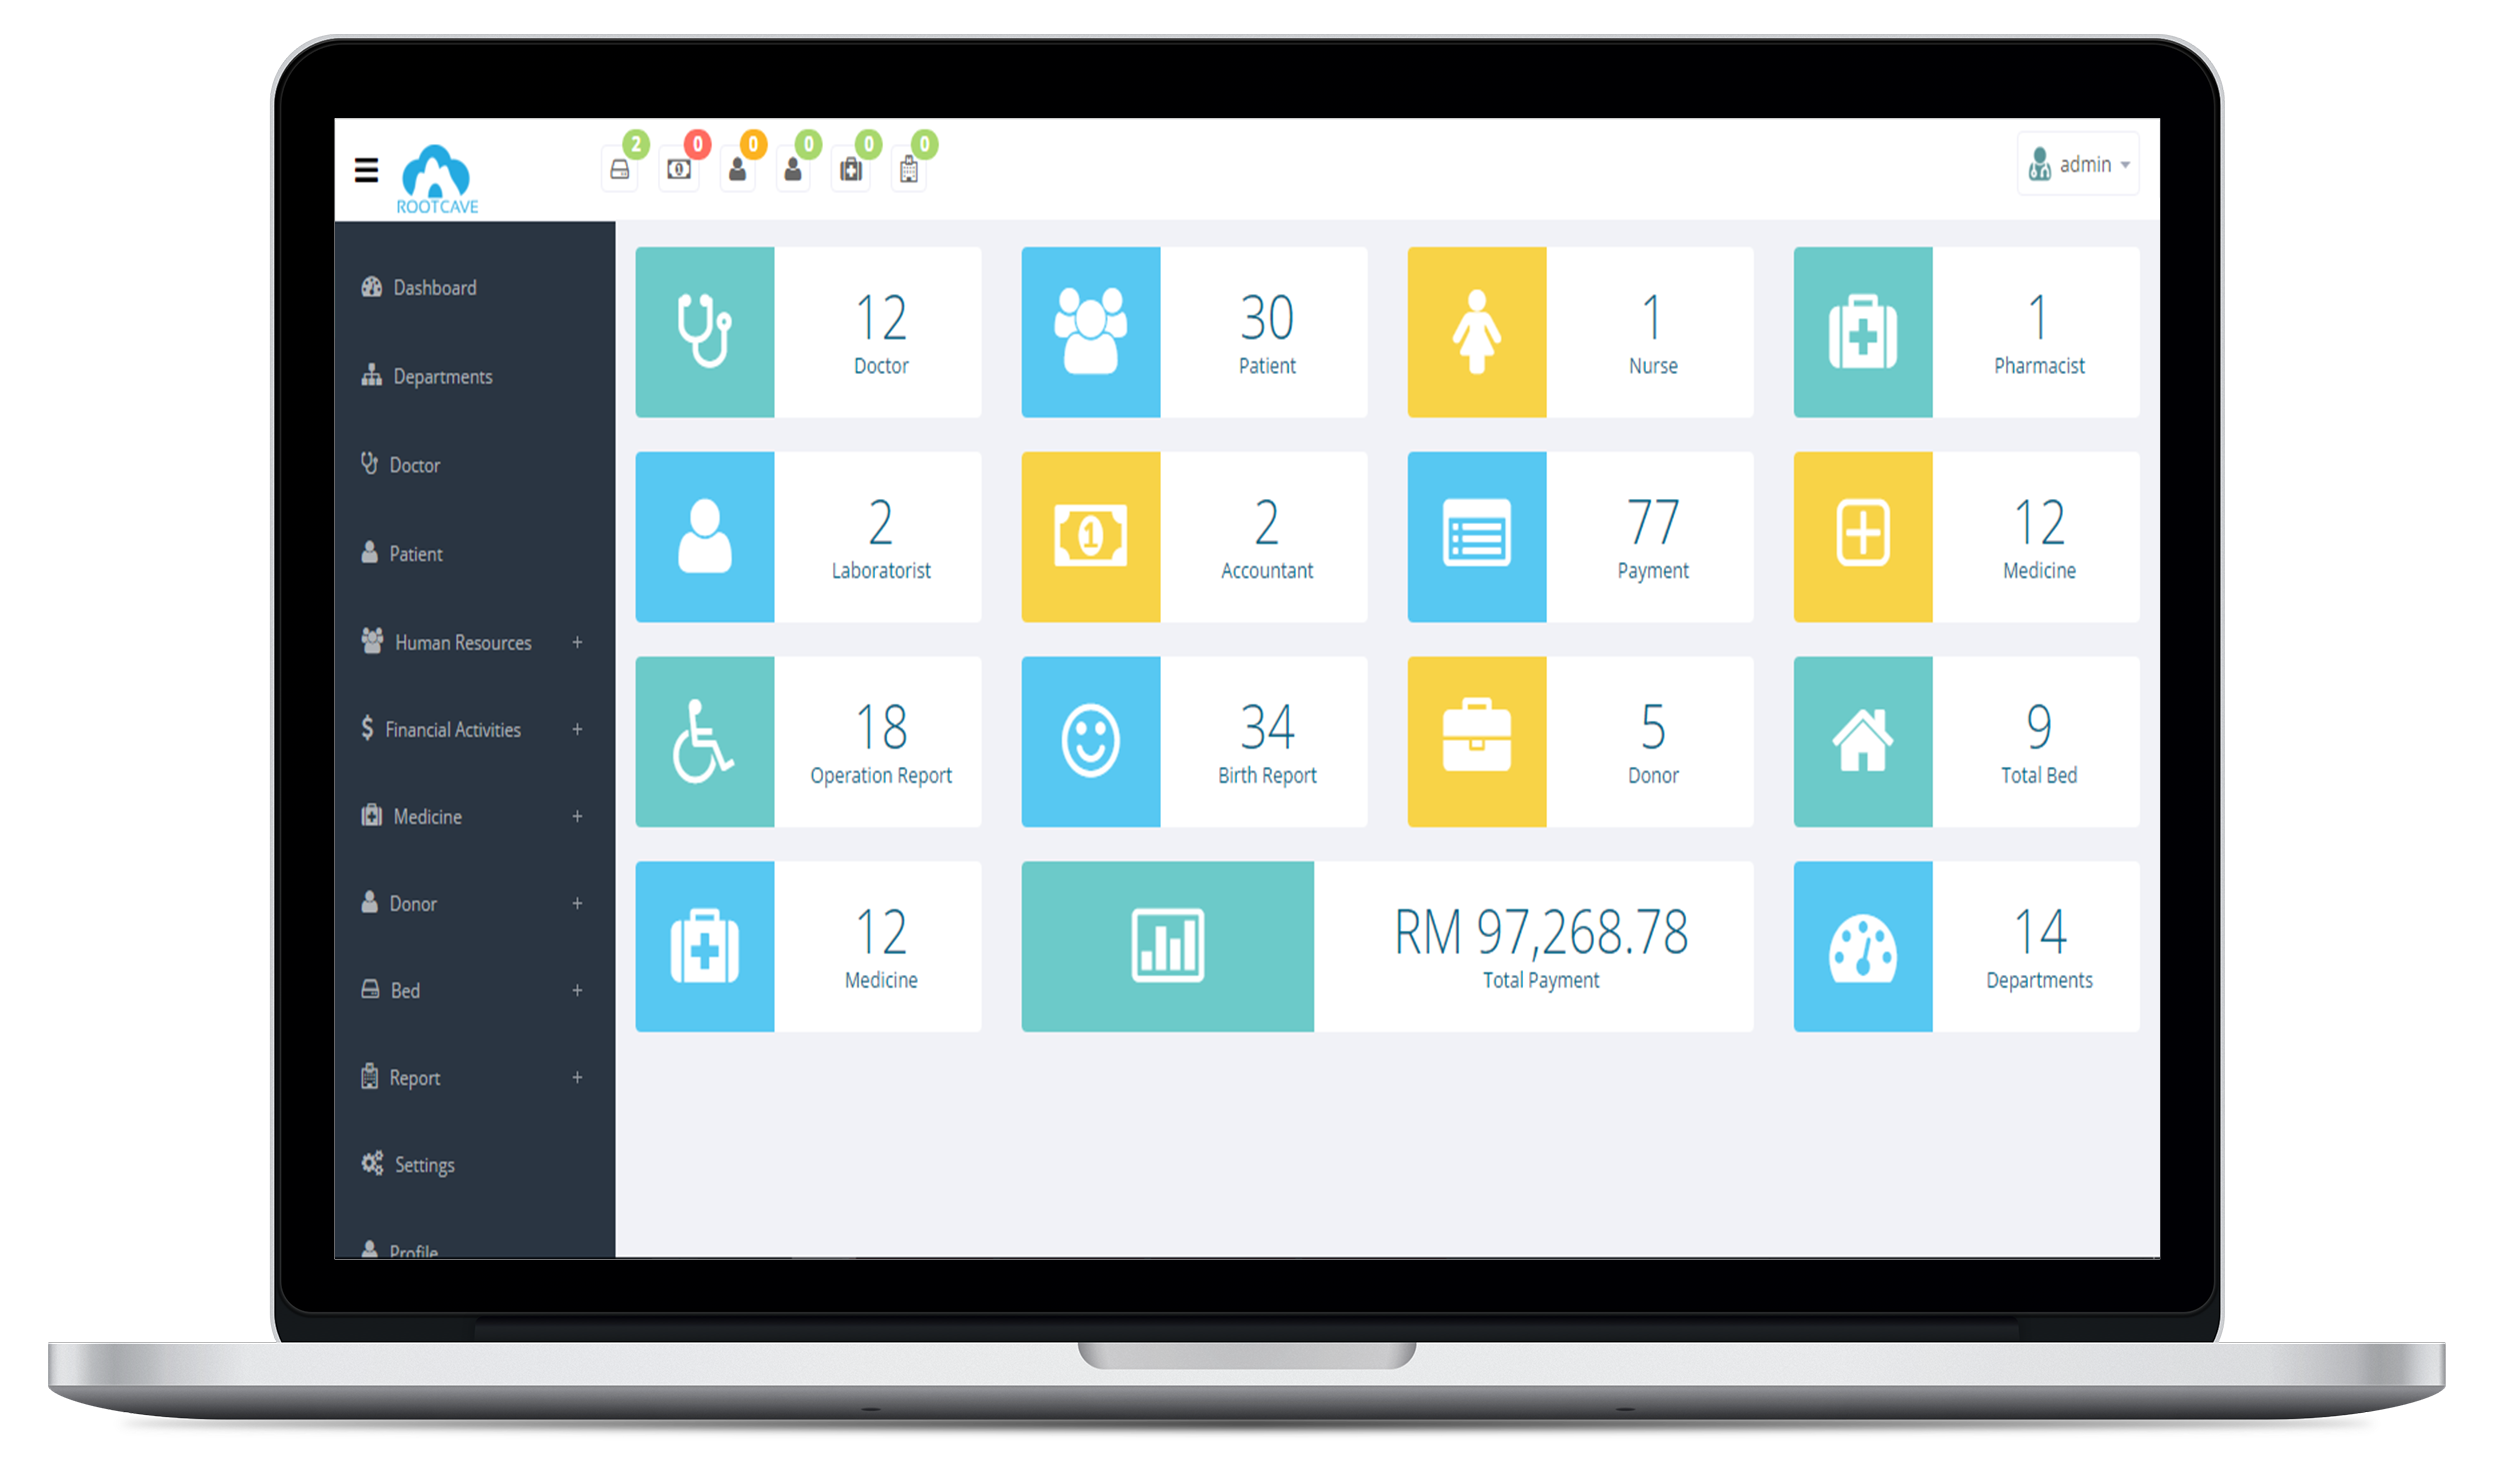 ROOTCAVE
2
0
0
0
0
0
admin
Dashboard
Departments
Doctor
Patient
Human Resources +
Financial Activities +
Medicine +
Donor +
Bed +
Report +
Settings
Profile
12
Doctor
30
Patient
1
Nurse
1
Pharmacist
2
Laboratorist
1
2
Accountant
77
Payment
12
Medicine
18
Operation Report
34
Birth Report
5
Donor
9
Total Bed
12
Medicine
RM 97,268.78
Total Payment
14
Departments